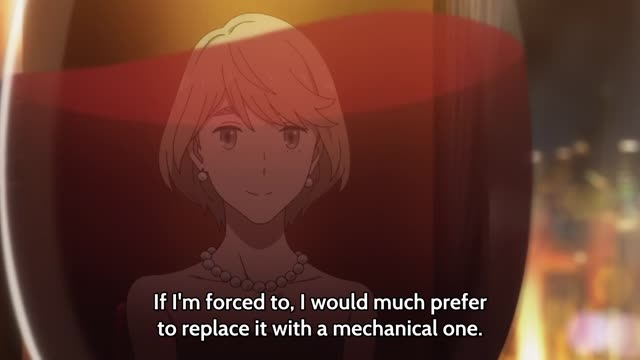 If I'm forced to, I would much prefer
to replace it with a mechanical one.